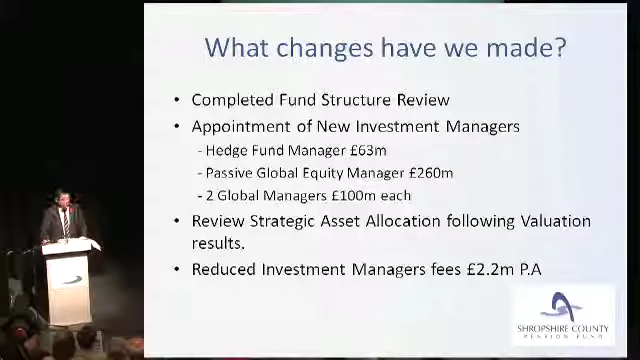 What changes have we made?
• Completed Fund Structure Review
• Appointment of New Investment Managers
- Hedge Fund Manager £63m
- Passive Global Equity Manager £260m
- 2 Global Managers £100m each
• Review Strategic Asset Allocation following Valuation
results.
• Reduced Investment Managers fees £2.2m P.A
SHROPSHIRE COUNTY
PENSION FUND